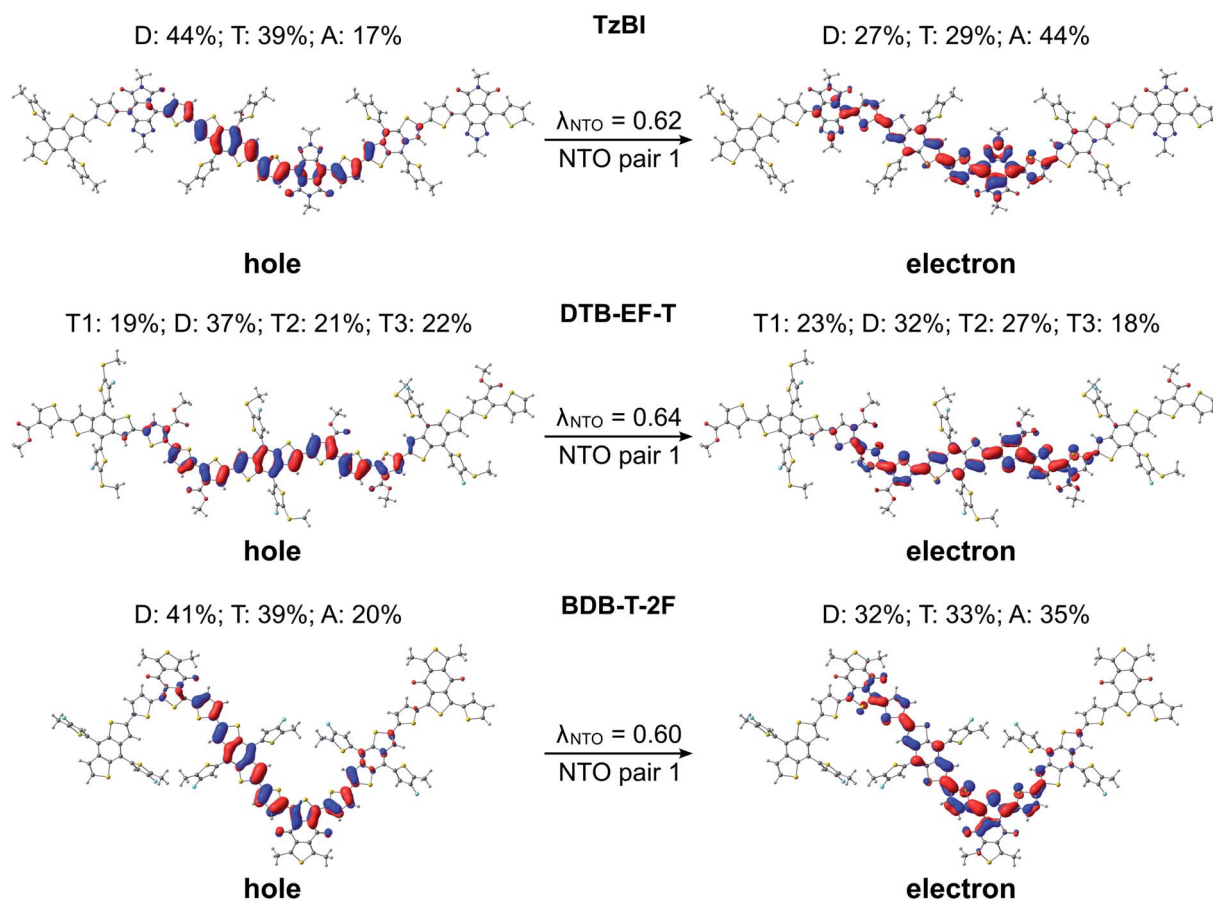 TzBI
D: 44%; T: 39%; A: 17%
D: 27%; T: 29%; A: 44%
λNTO = 0.62
NTO pair 1
hole
electron
DTB-EF-T
T1: 19%; D: 37%; T2: 21%; T3: 22%
T1: 23%; D: 32%; T2: 27%; T3: 18%
λNTO = 0.64
NTO pair 1
hole
electron
BDB-T-2F
D: 41%; T: 39%; A: 20%
D: 32%; T: 33%; A: 35%
λNTO = 0.60
NTO pair 1
hole
electron